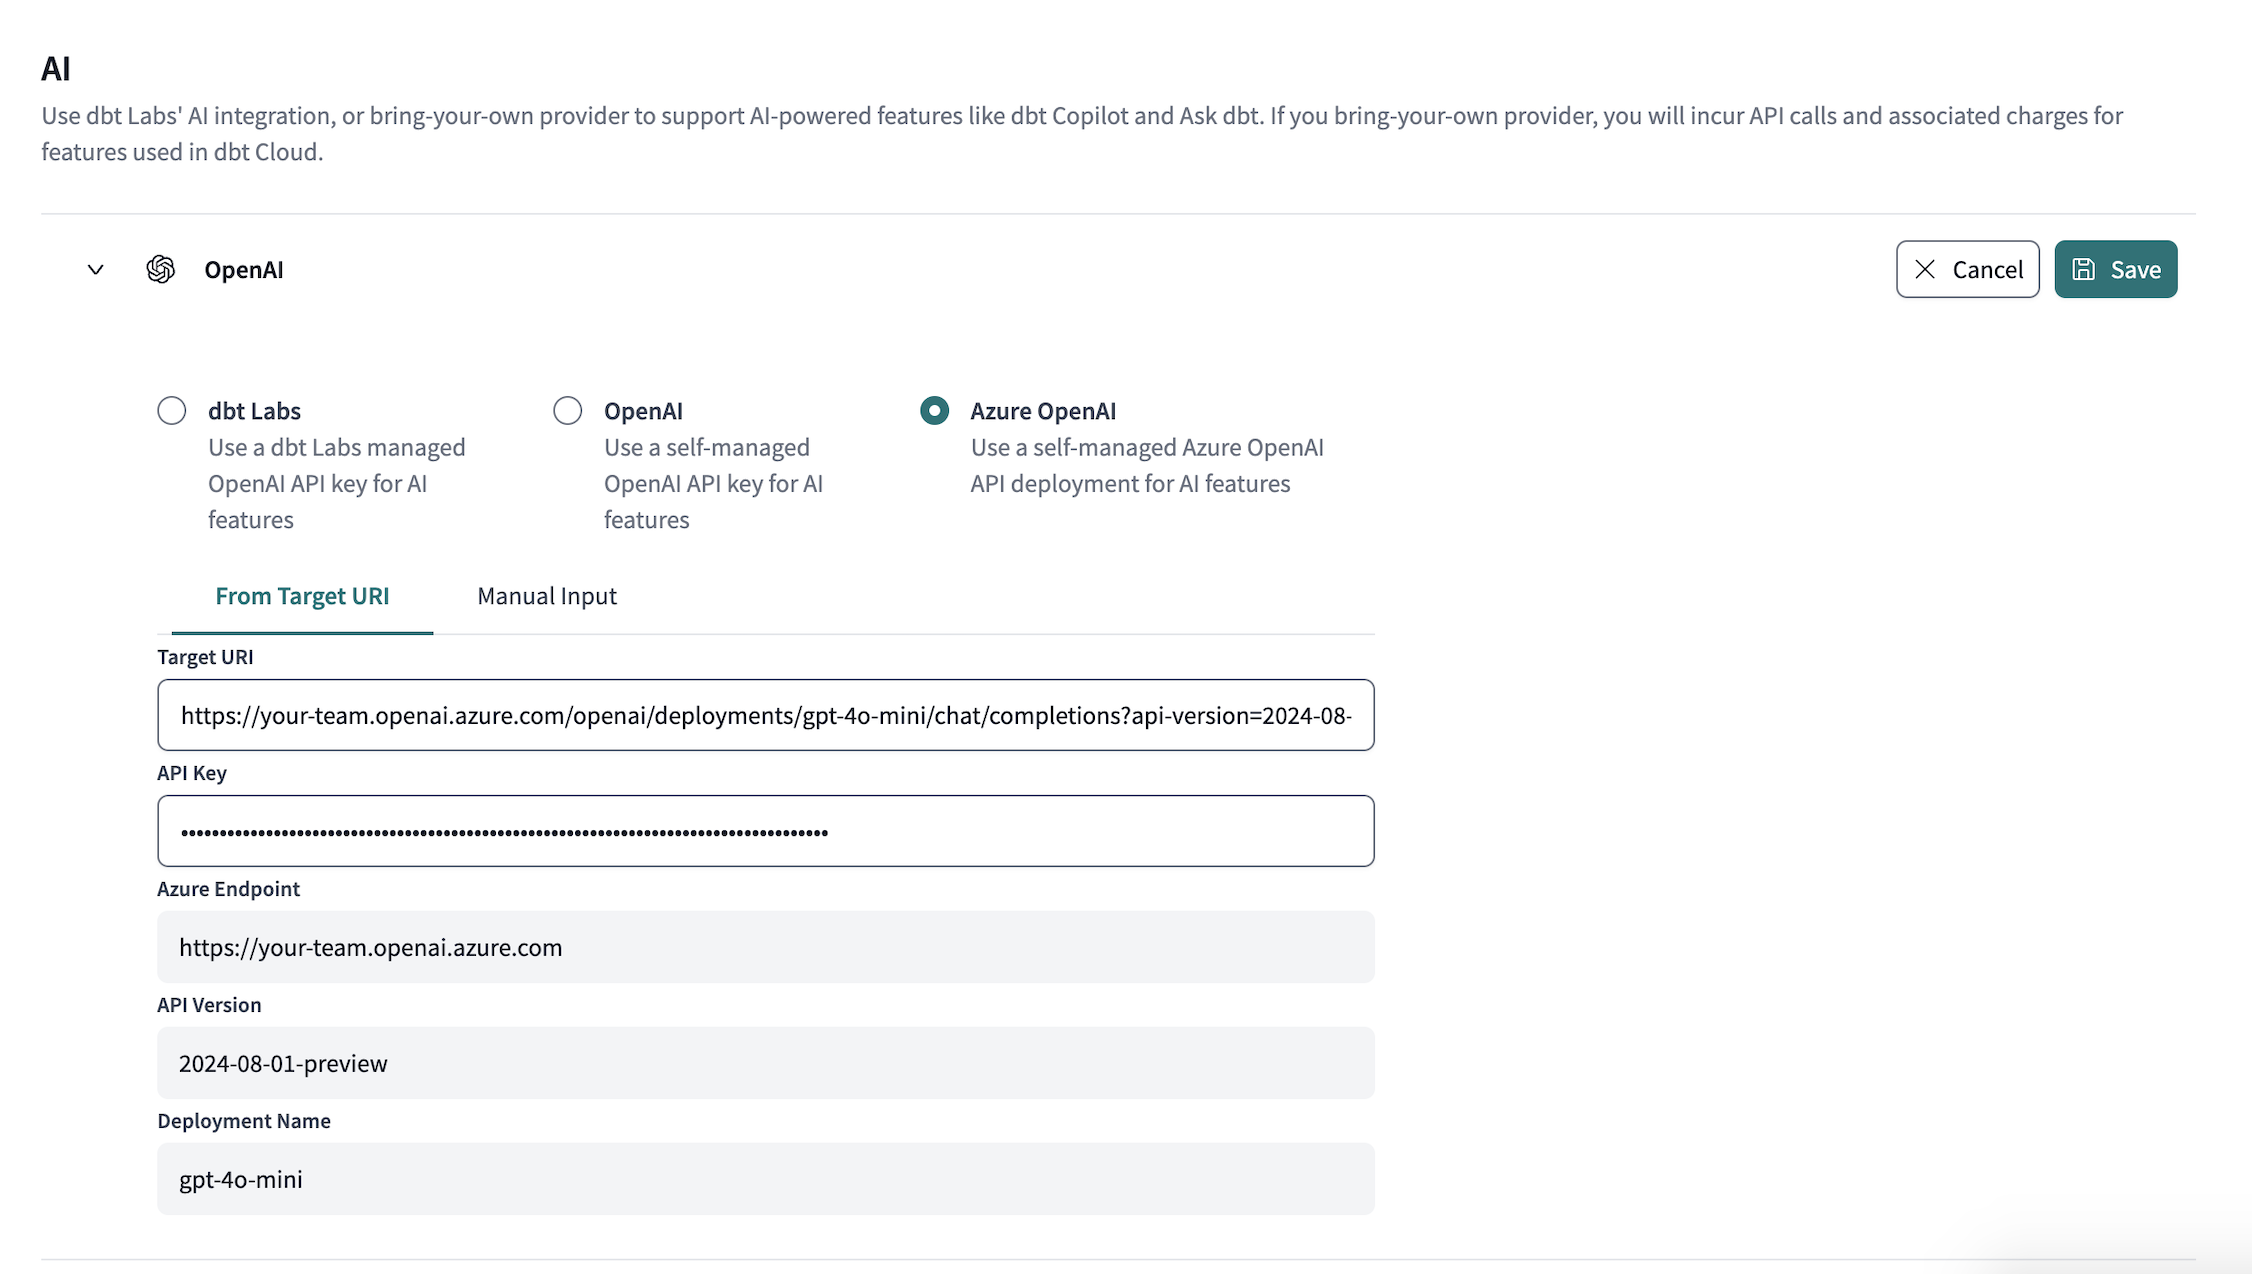 AI
Use dbt Labs' AI integration, or bring-your-own provider to support AI-powered features like dbt Copilot and Ask dbt. If you bring-your-own provider, you will incur API calls and associated charges for
features used in dbt Cloud.
OpenAI
Cancel
Save
dbt Labs
Use a dbt Labs managed
OpenAI API key for AI
features
OpenAI
Use a self-managed
OpenAI API key for AI
features
Azure OpenAI
Use a self-managed Azure OpenAI
API deployment for AI features
From Target URI
Manual Input
Target URI
https://your-team.openai.azure.com/openai/deployments/gpt-4o-mini/chat/completions?api-version=2024-08-
API Key
Azure Endpoint
https://your-team.openai.azure.com
API Version
2024-08-01-preview
Deployment Name
gpt-4o-mini